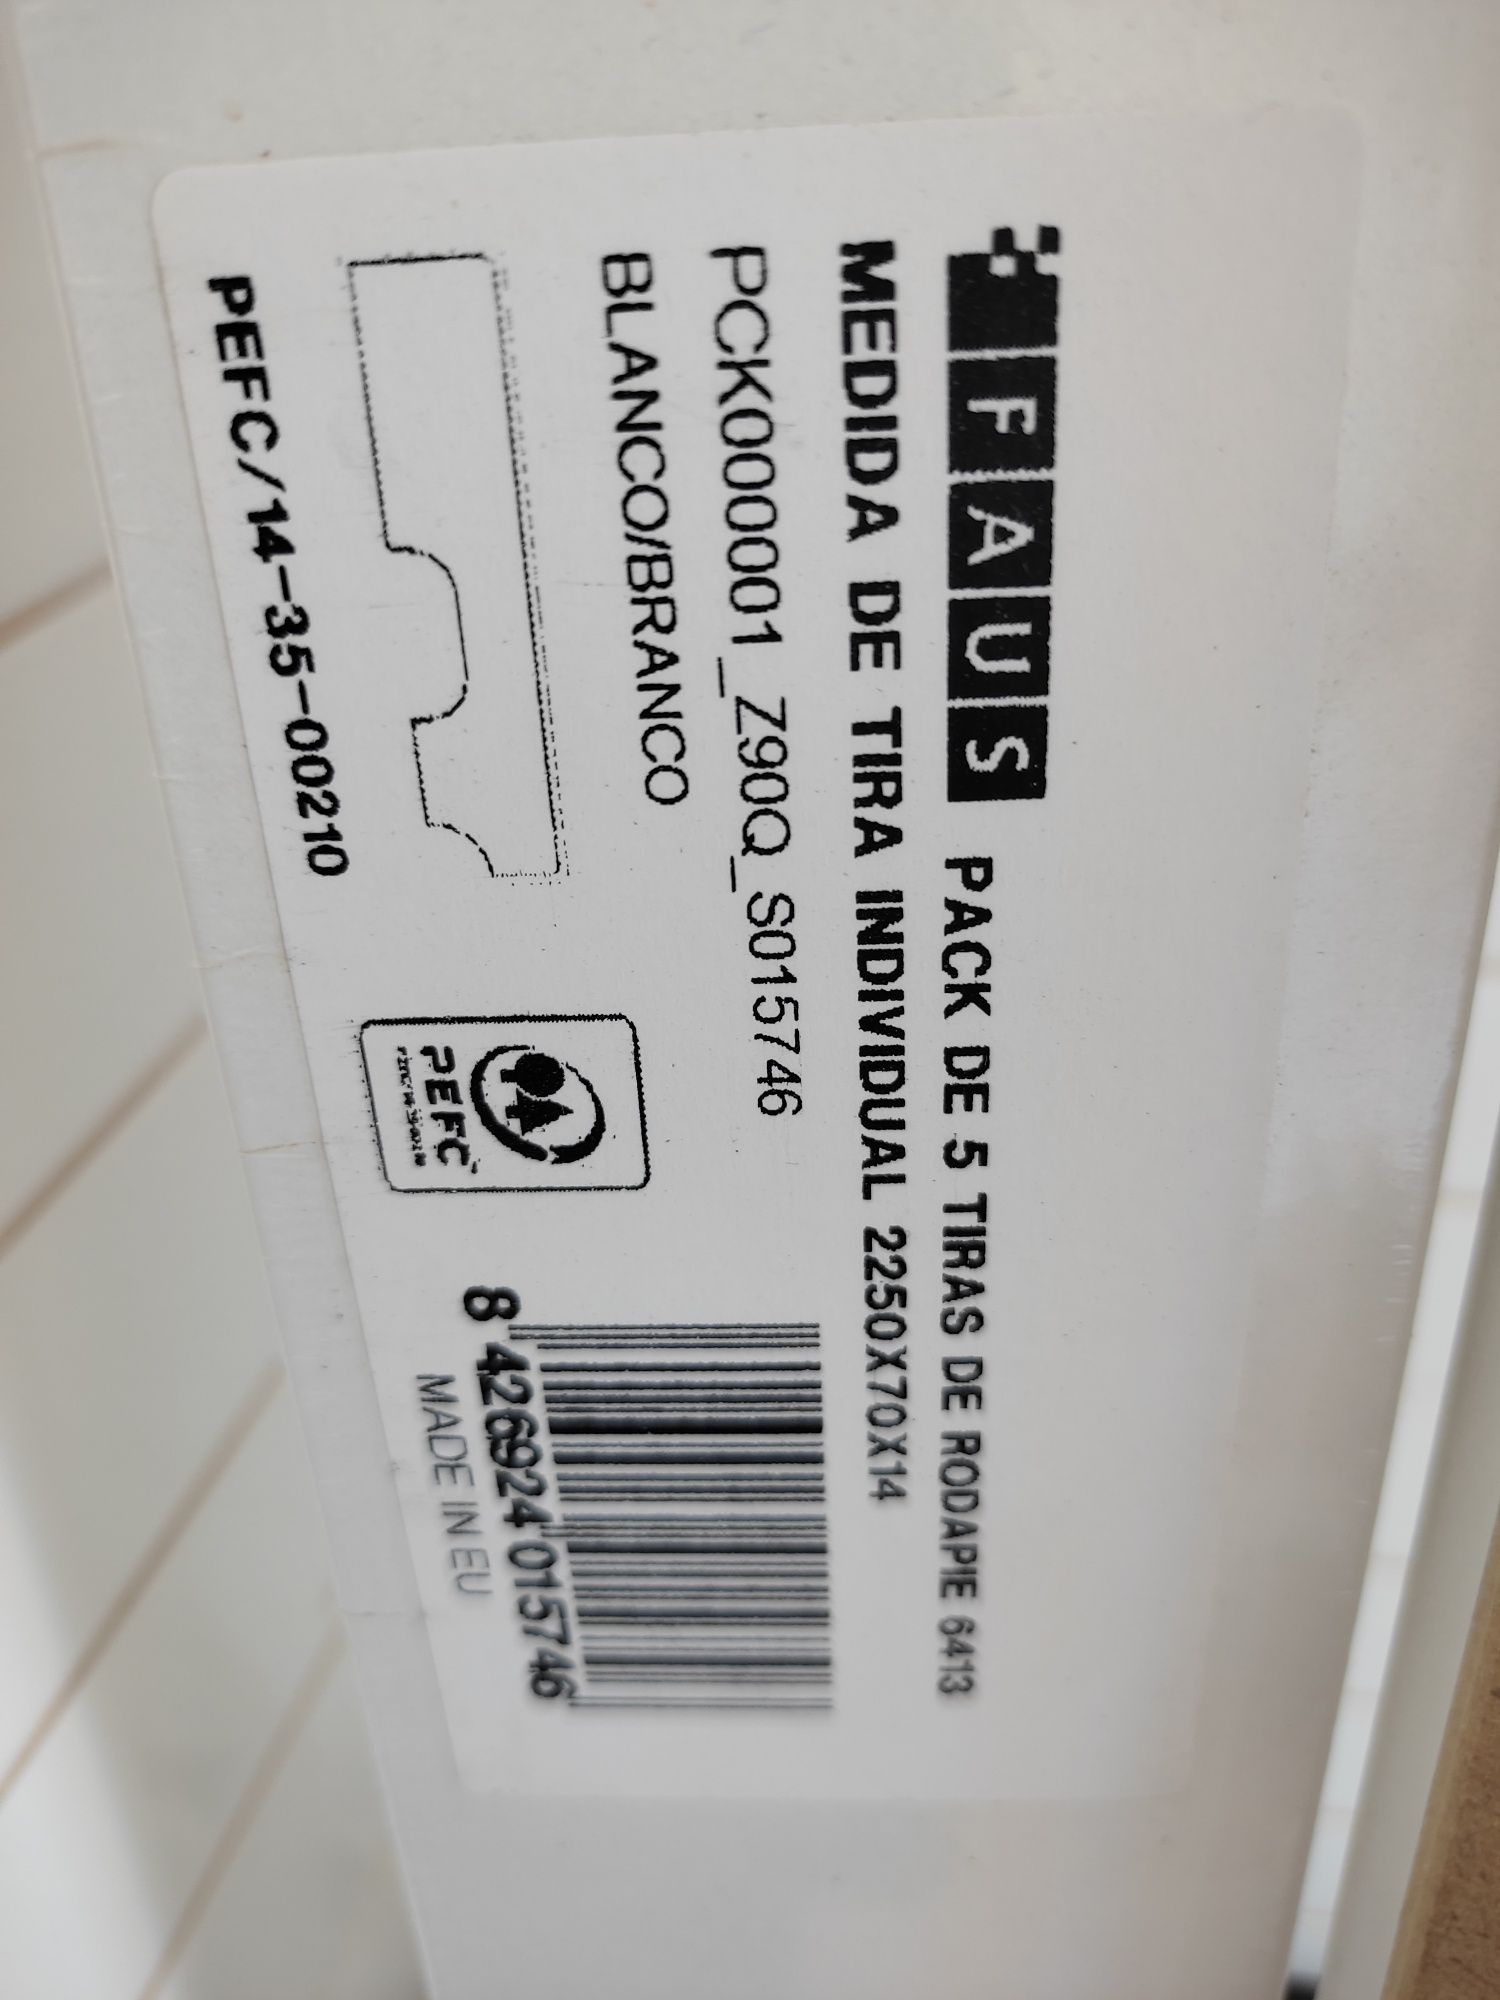 FAUS PACK DE 5 TIRAS DE RODAPIE 6413
MEDIDA DE TIRA INDIVIDUAL 2250X70X14
PCK000001_Z90Q_S015746
BLANCO/BRANCO
PEFC™
PEFC/14-35-00210
8 426924 015746
MADE IN EU